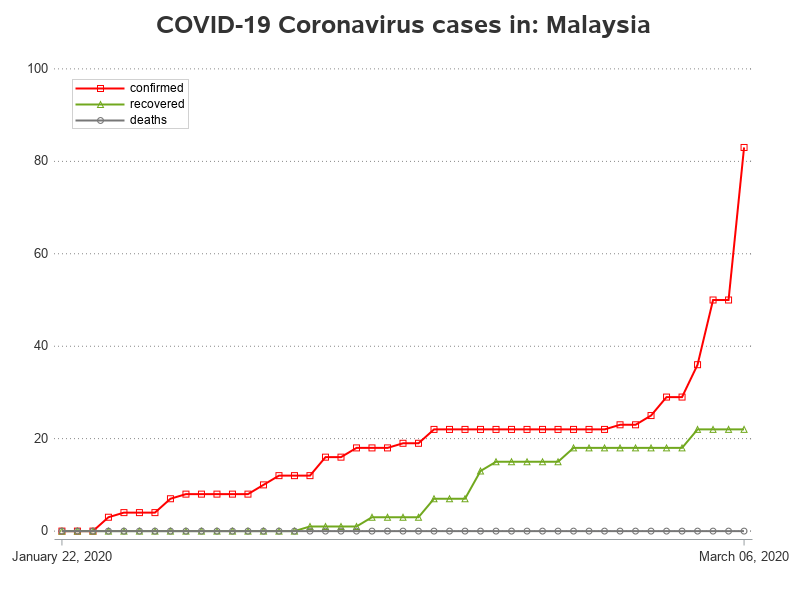 COVID-19 Coronavirus cases in: Malaysia
100
confirmed
recovered
deaths
80
60
40
20
0
January 22, 2020
March 06, 2020